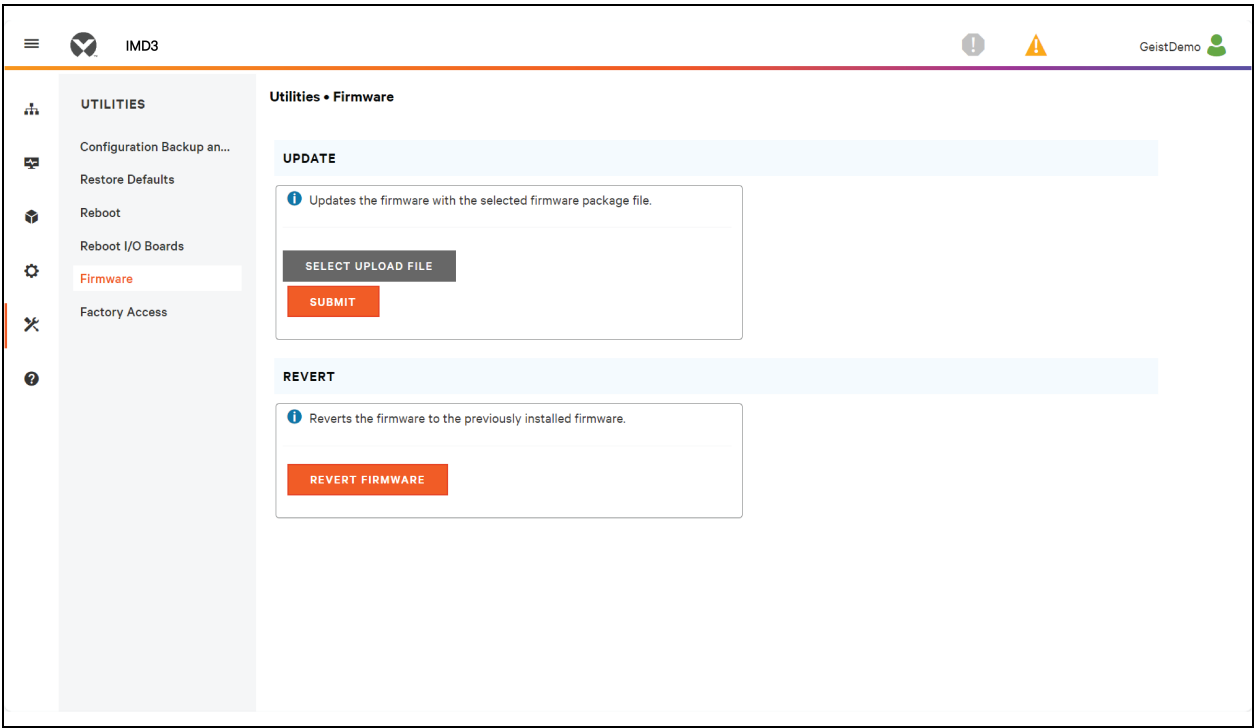 IMD3
GeistDemo
UTILITIES
Configuration Backup an...
Restore Defaults
Reboot
Reboot I/O Boards
Firmware
Factory Access
Utilities • Firmware
UPDATE
Updates the firmware with the selected firmware package file.
SELECT UPLOAD FILE
SUBMIT
REVERT
Reverts the firmware to the previously installed firmware.
REVERT FIRMWARE